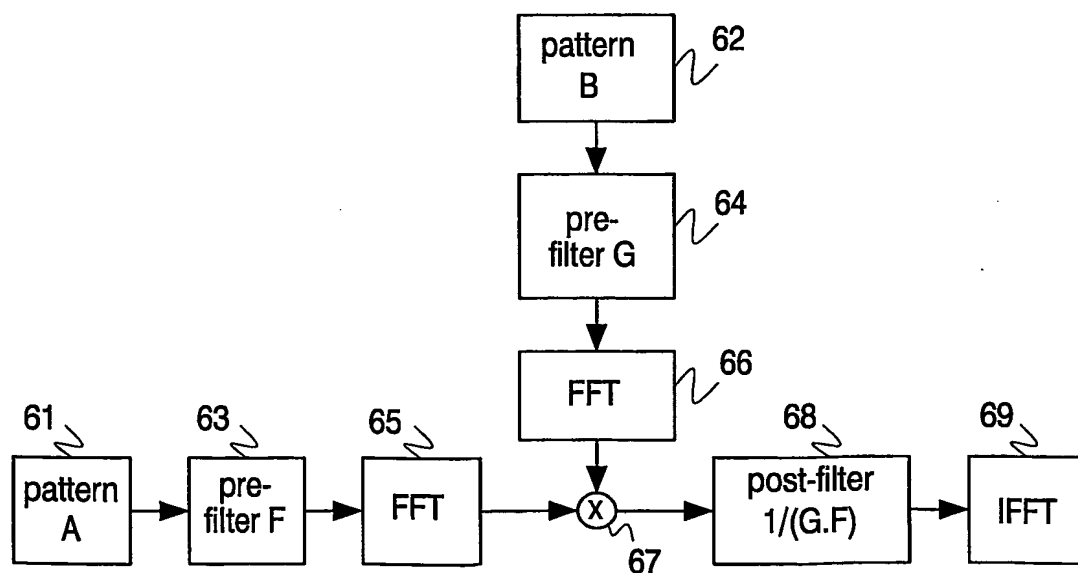 pattern
B
62
pre-
filter G
64
FFT
66
61
pattern
A
63
pre-
filter F
65
FFT
X
67
68
post-filter
1/(G.F)
69
IFFT